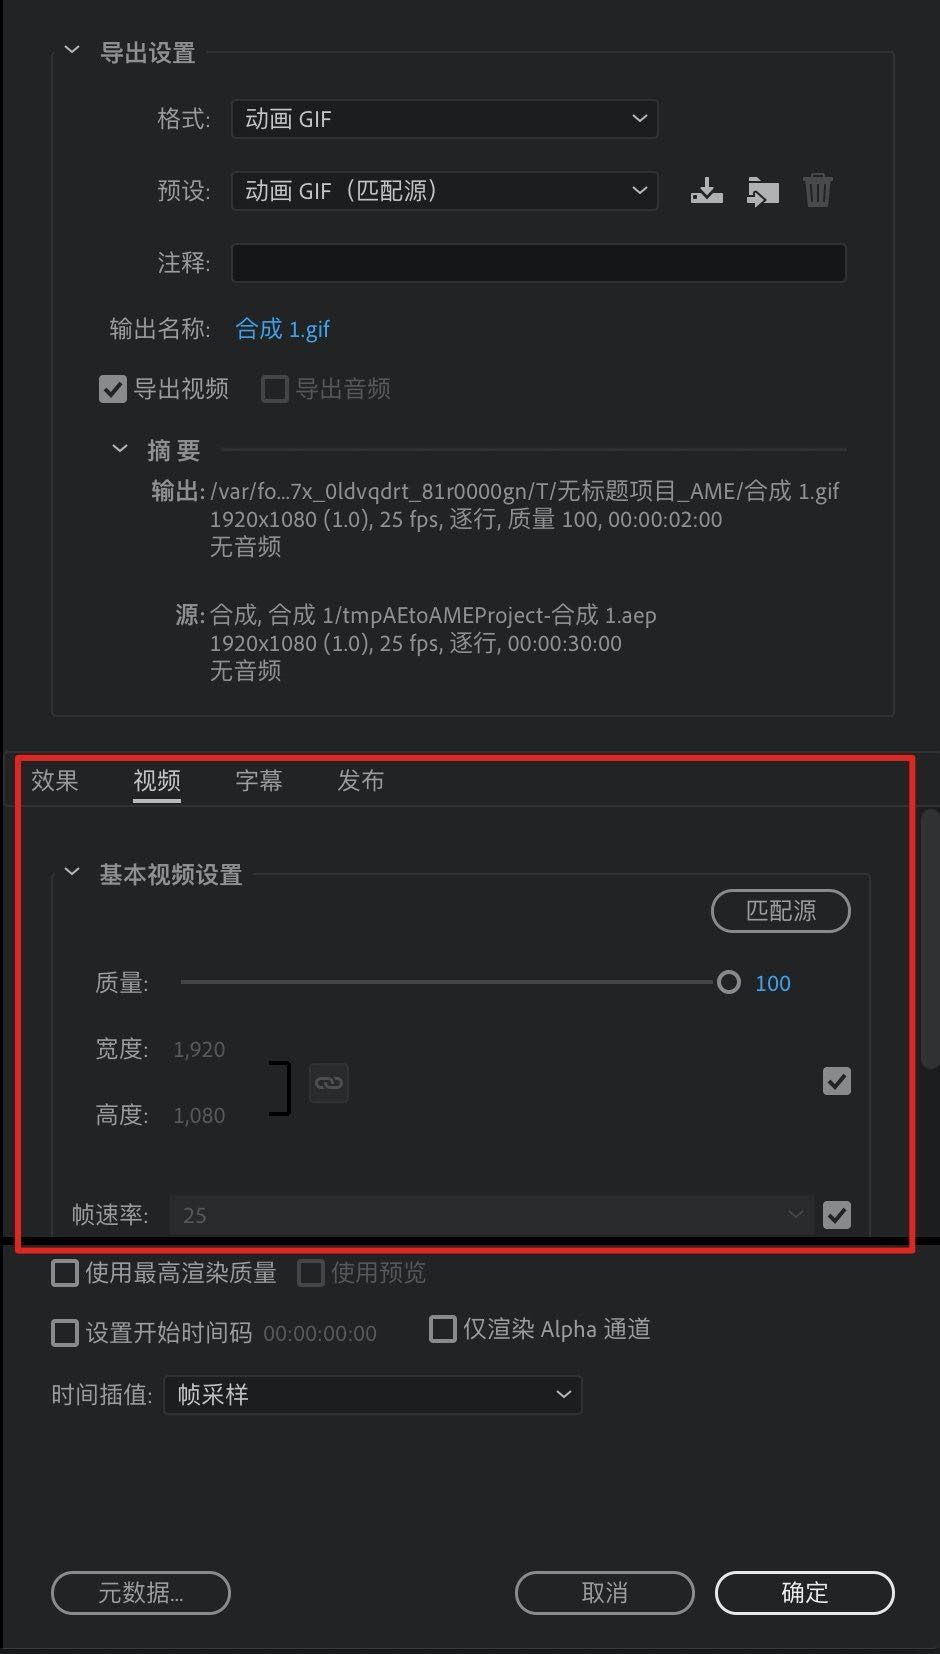 导出设置
格式: 动画 GIF
预设: 动画 GIF（匹配源）
注释:
输出名称: 合成 1.gif
导出视频 导出音频
摘要
输出: /var/fo...7x_0ldvqdrt_81r0000gn/T/无标题项目_AME/合成 1.gif
1920x1080 (1.0), 25 fps, 逐行, 质量 100, 00:00:02:00
无音频
源: 合成, 合成 1/tmpAEtoAMEProject-合成 1.aep
1920x1080 (1.0), 25 fps, 逐行, 00:00:30:00
无音频
效果 视频 字幕 发布
基本视频设置
匹配源
质量: 100
宽度: 1,920
高度: 1,080
帧速率: 25
使用最高渲染质量 使用预览
设置开始时间码 00:00:00:00 仅渲染 Alpha 通道
时间插值: 帧采样
元数据... 取消 确定